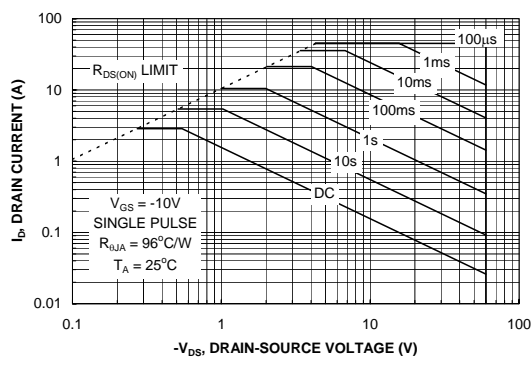 100
10
1
0.1
0.01
I_D, DRAIN CURRENT (A)
R_DS(ON) LIMIT
100µs
1ms
10ms
100ms
1s
10s
DC
V_GS = -10V
SINGLE PULSE
R_θJA = 96°C/W
T_A = 25°C
0.1
1
10
100
-V_DS, DRAIN-SOURCE VOLTAGE (V)